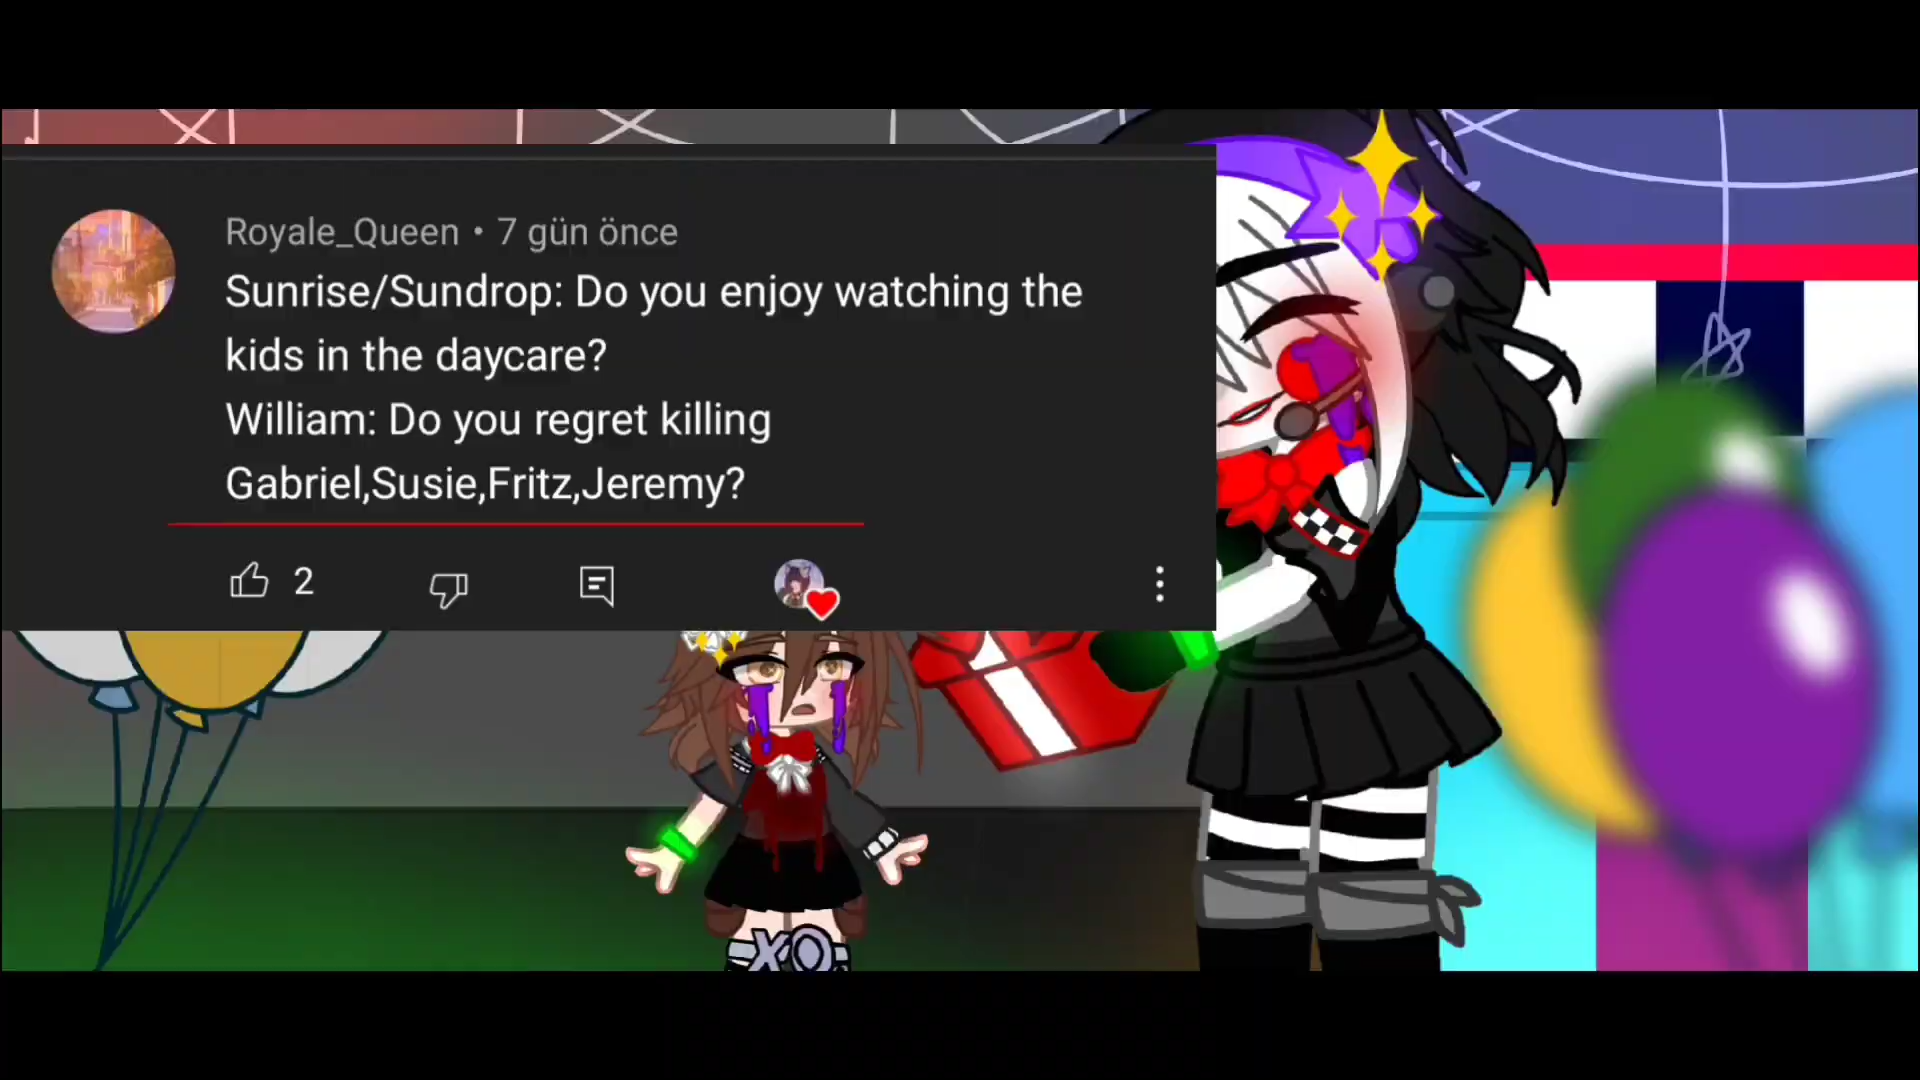 Royale_Queen • 7 gün önce
Sunrise/Sundrop: Do you enjoy watching the
kids in the daycare?
William: Do you regret killing
Gabriel,Susie,Fritz,Jeremy?
2
XO